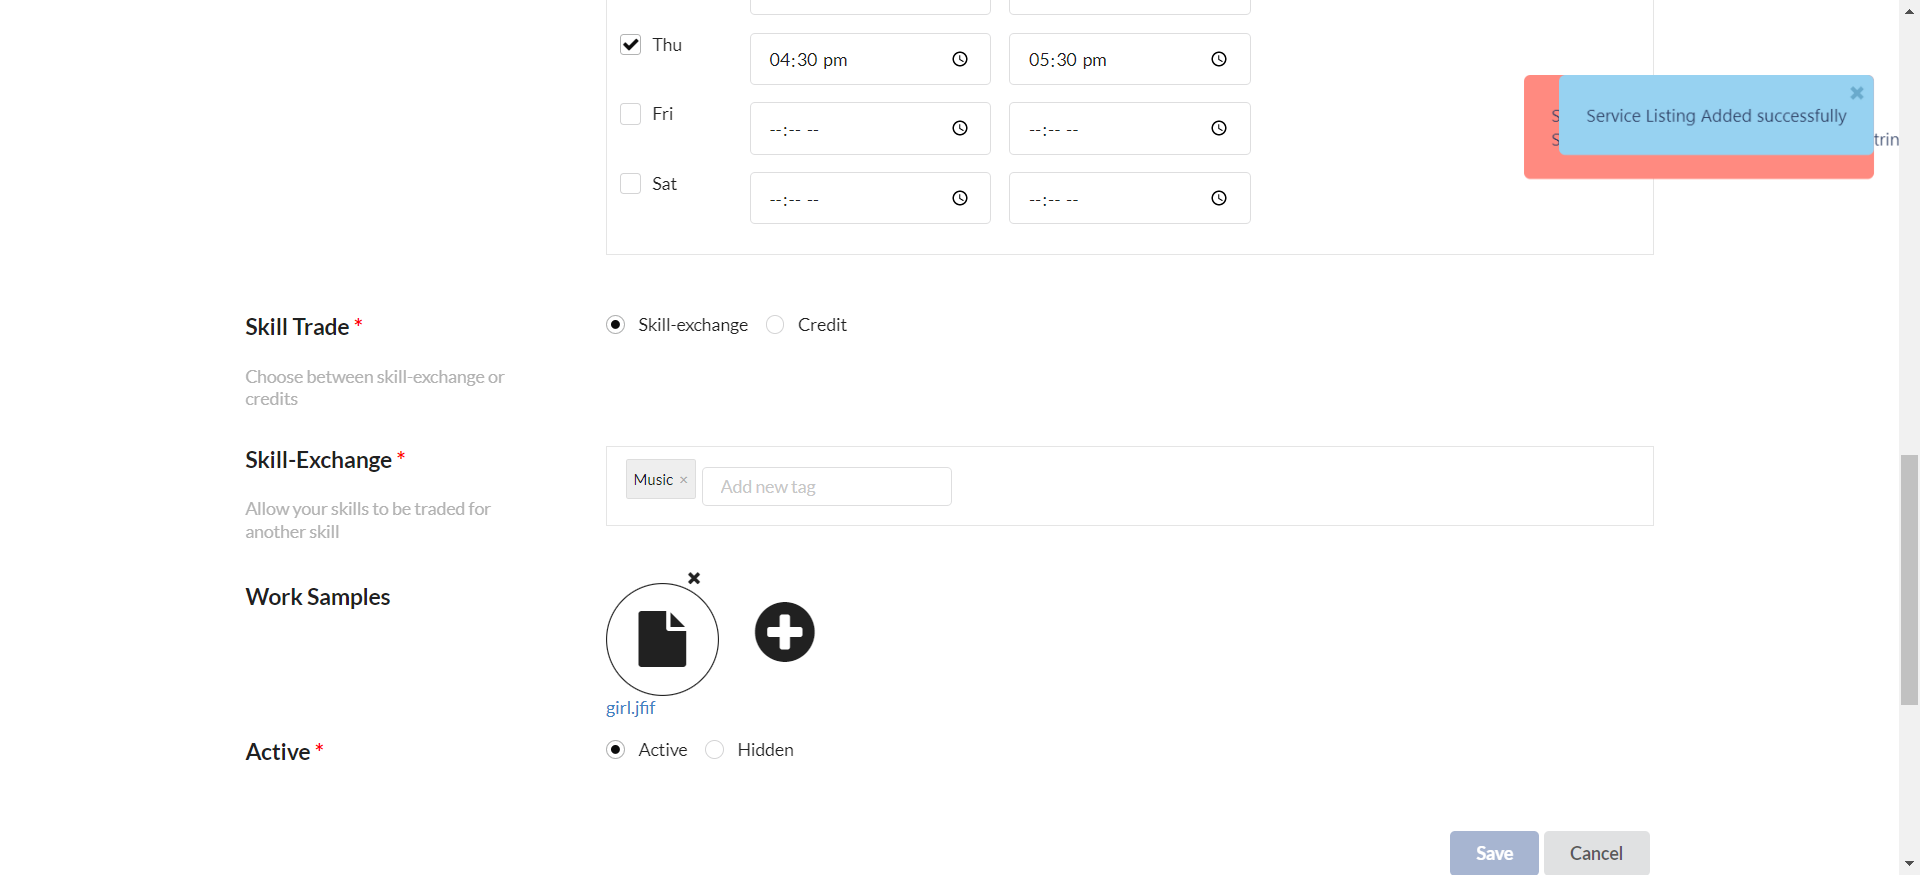 Thu
04:30 pm
05:30 pm
Fri
--:-- --
--:-- --
Sat
--:-- --
--:-- --
Service Listing Added successfully
Skill Trade *
Skill-exchange
Credit
Choose between skill-exchange or
credits
Skill-Exchange *
Music ×
Add new tag
Allow your skills to be traded for
another skill
Work Samples
girl.jfif
Active *
Active
Hidden
Save
Cancel